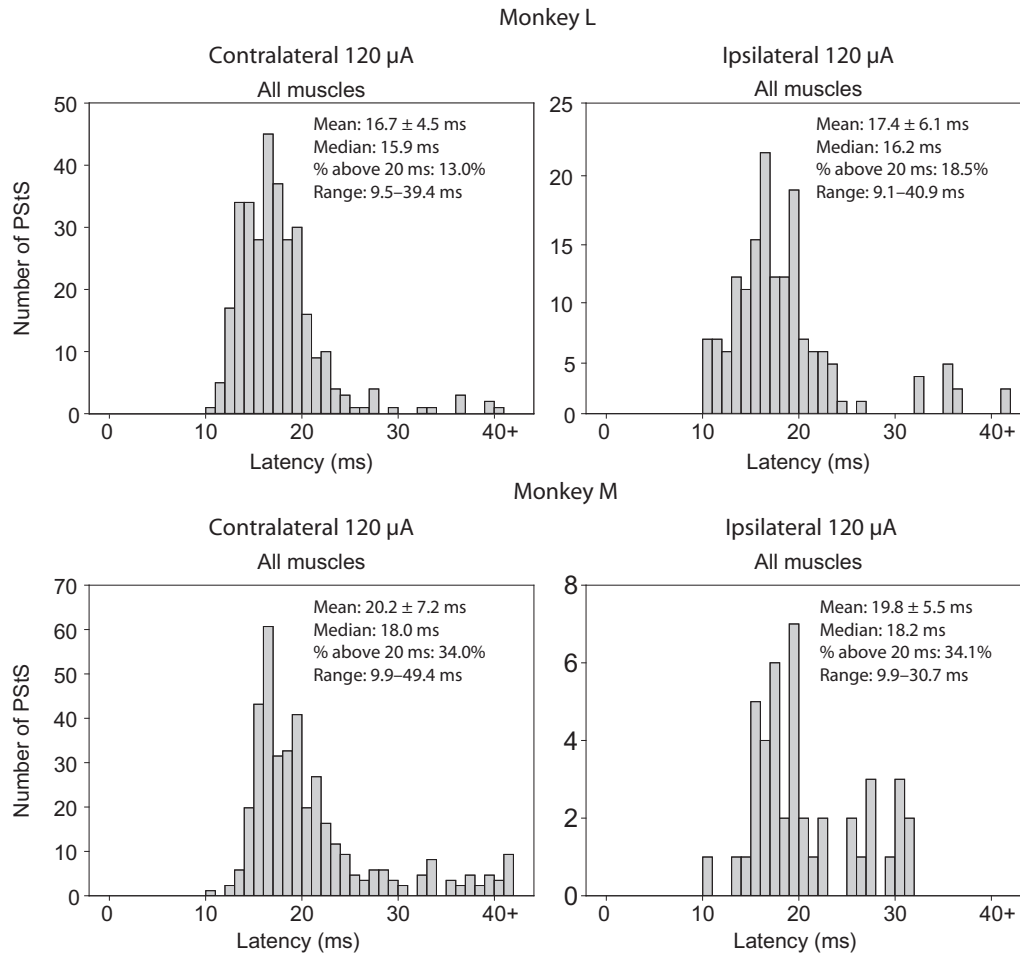 Monkey L
Contralateral 120 µA
All muscles
Mean: 16.7 ± 4.5 ms
Median: 15.9 ms
% above 20 ms: 13.0%
Range: 9.5–39.4 ms
Number of PStS
50
40
30
20
10
0
0 10 20 30 40+
Latency (ms)
Ipsilateral 120 µA
All muscles
Mean: 17.4 ± 6.1 ms
Median: 16.2 ms
% above 20 ms: 18.5%
Range: 9.1–40.9 ms
25
20
15
10
5
0
0 10 20 30 40+
Latency (ms)
Monkey M
Contralateral 120 µA
All muscles
Mean: 20.2 ± 7.2 ms
Median: 18.0 ms
% above 20 ms: 34.0%
Range: 9.9–49.4 ms
Number of PStS
70
60
50
40
30
20
10
0
0 10 20 30 40+
Latency (ms)
Ipsilateral 120 µA
All muscles
Mean: 19.8 ± 5.5 ms
Median: 18.2 ms
% above 20 ms: 34.1%
Range: 9.9–30.7 ms
8
6
4
2
0
0 10 20 30 40+
Latency (ms)